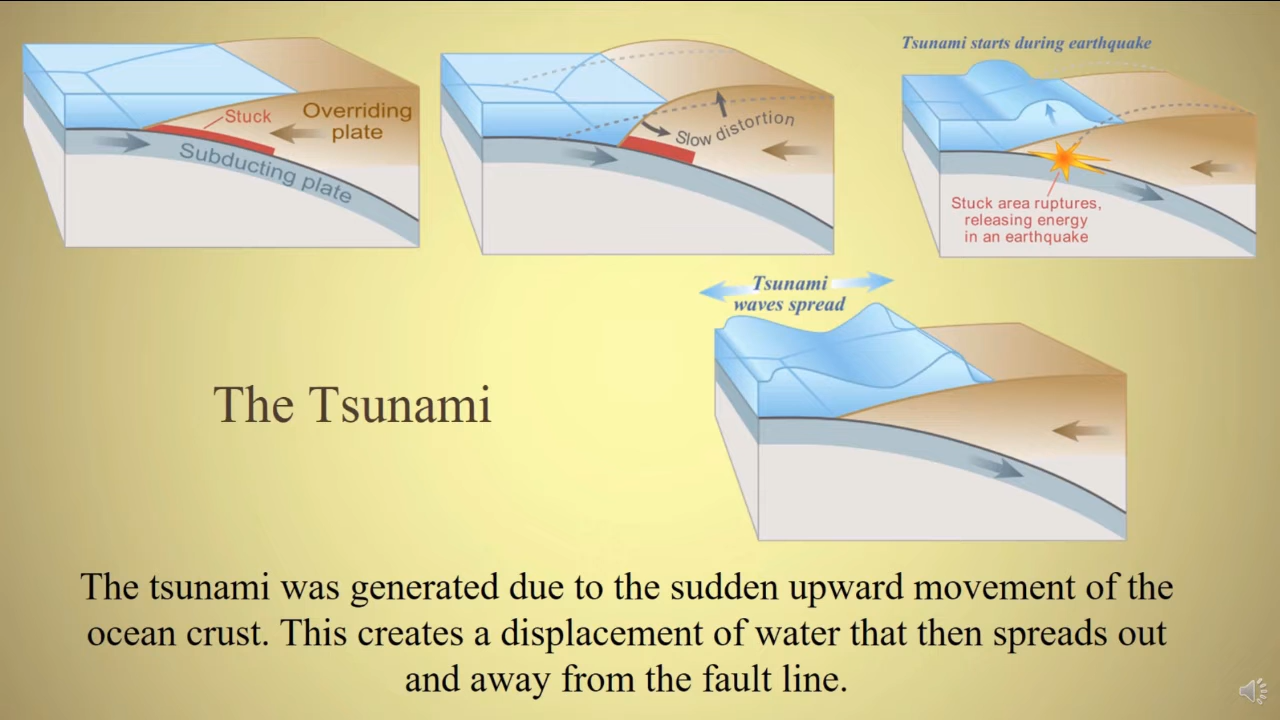 Stuck
Overriding
plate
Subducting plate
Slow distortion
Tsunami starts during earthquake
Stuck area ruptures,
releasing energy
in an earthquake
Tsunami
waves spread
The Tsunami
The tsunami was generated due to the sudden upward movement of the
ocean crust. This creates a displacement of water that then spreads out
and away from the fault line.